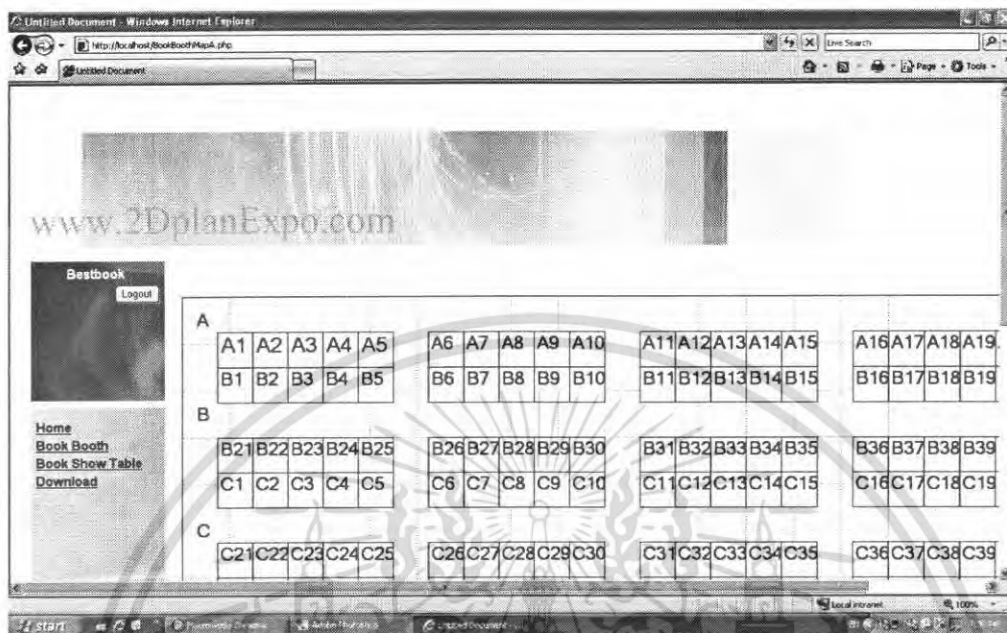 Untitled Document - Windows Internet Explorer
http://localhost/BookBoothMapA.php
Live Search
Untitled Document
Page
Tools
www.2DplanExpo.com
Bestbook
Logout
Home
Book Booth
Book Show Table
Download
A
A1 A2 A3 A4 A5 A6 A7 A8 A9 A10 A11 A12 A13 A14 A15 A16 A17 A18 A19
B1 B2 B3 B4 B5 B6 B7 B8 B9 B10 B11 B12 B13 B14 B15 B16 B17 B18 B19
B
B21 B22 B23 B24 B25 B26 B27 B28 B29 B30 B31 B32 B33 B34 B35 B36 B37 B38 B39
C1 C2 C3 C4 C5 C6 C7 C8 C9 C10 C11 C12 C13 C14 C15 C16 C17 C18 C19
C
C21 C22 C23 C24 C25 C26 C27 C28 C29 C30 C31 C32 C33 C34 C35 C36 C37 C38 C39
Local intranet
100%
start
Untitled Document